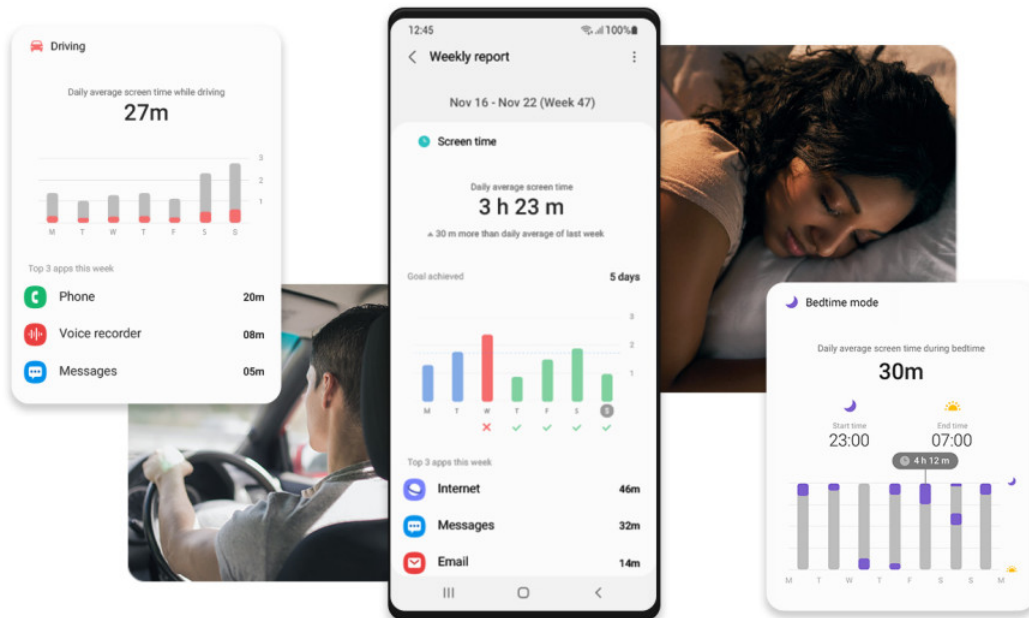 Driving
Daily average screen time while driving
27m
3
2
1
M T W T F S S
Top 3 apps this week
Phone 20m
Voice recorder 08m
Messages 05m
12:45 100%
Weekly report
Nov 16 - Nov 22 (Week 47)
Screen time
Daily average screen time
3 h 23 m
30 m more than daily average of last week
Goal achieved 5 days
3
2
1
M T W T F S S
Top 3 apps this week
Internet 46m
Messages 32m
Email 14m
Bedtime mode
Daily average screen time during bedtime
30m
Start time End time
23:00 07:00
4 h 12 m
M T W T F S S M